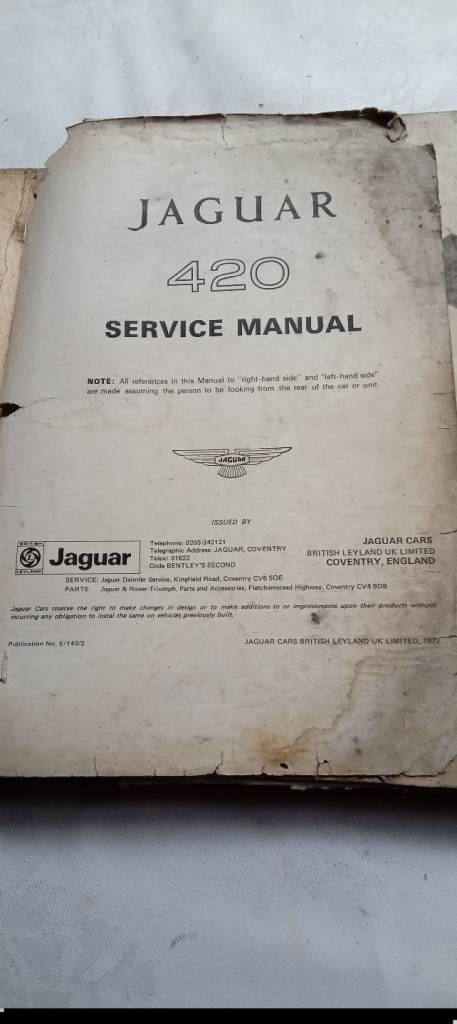 JAGUAR
420
SERVICE MANUAL
NOTE: All references in this Manual to "right-hand side" and "left-hand side"
are made assuming the person to be looking from the rear of the car or unit.
JAGUAR
ISSUED BY
BRITISH
LEYLAND
Jaguar
Telephone: 0203-342121
Telegraphic Address: JAGUAR, COVENTRY
Telex: 31622
Code BENTLEY'S SECOND
JAGUAR CARS
BRITISH LEYLAND UK LIMITED
COVENTRY, ENGLAND
SERVICE: Jaguar Daimler Service, Kingfield Road, Coventry CV6 5OE
PARTS: Jaguar & Rover-Triumph, Parts and Accessories, Fletchamstead Highway, Coventry CV4 9DB
Jaguar Cars reserve the right to make changes in design or to make additions to or improvements upon their products without
incurring any obligation to instal the same on vehicles previously built.
Publication No. E/143/2
JAGUAR CARS BRITISH LEYLAND UK LIMITED,